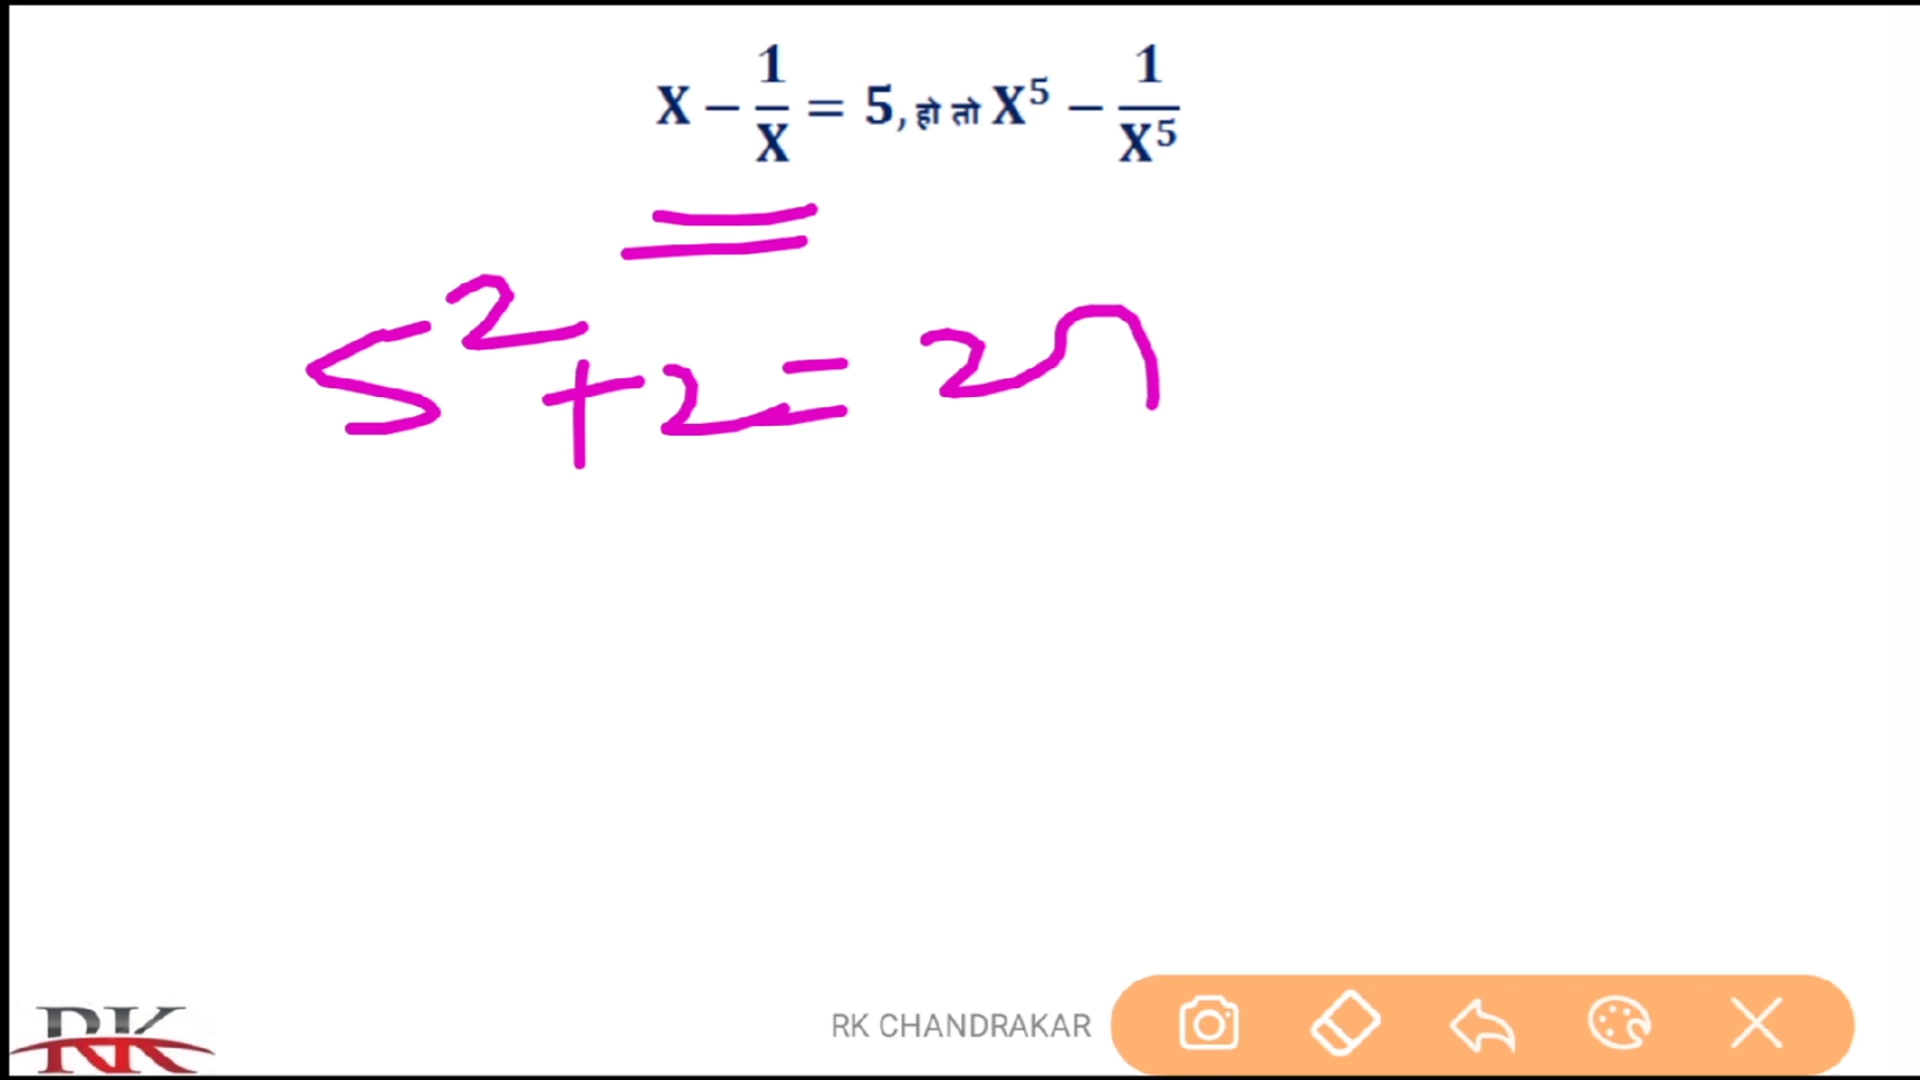 X − 1/X = 5, हो तो X⁵ − 1/X⁵
5² + 2 = 27
RK
RK CHANDRAKAR